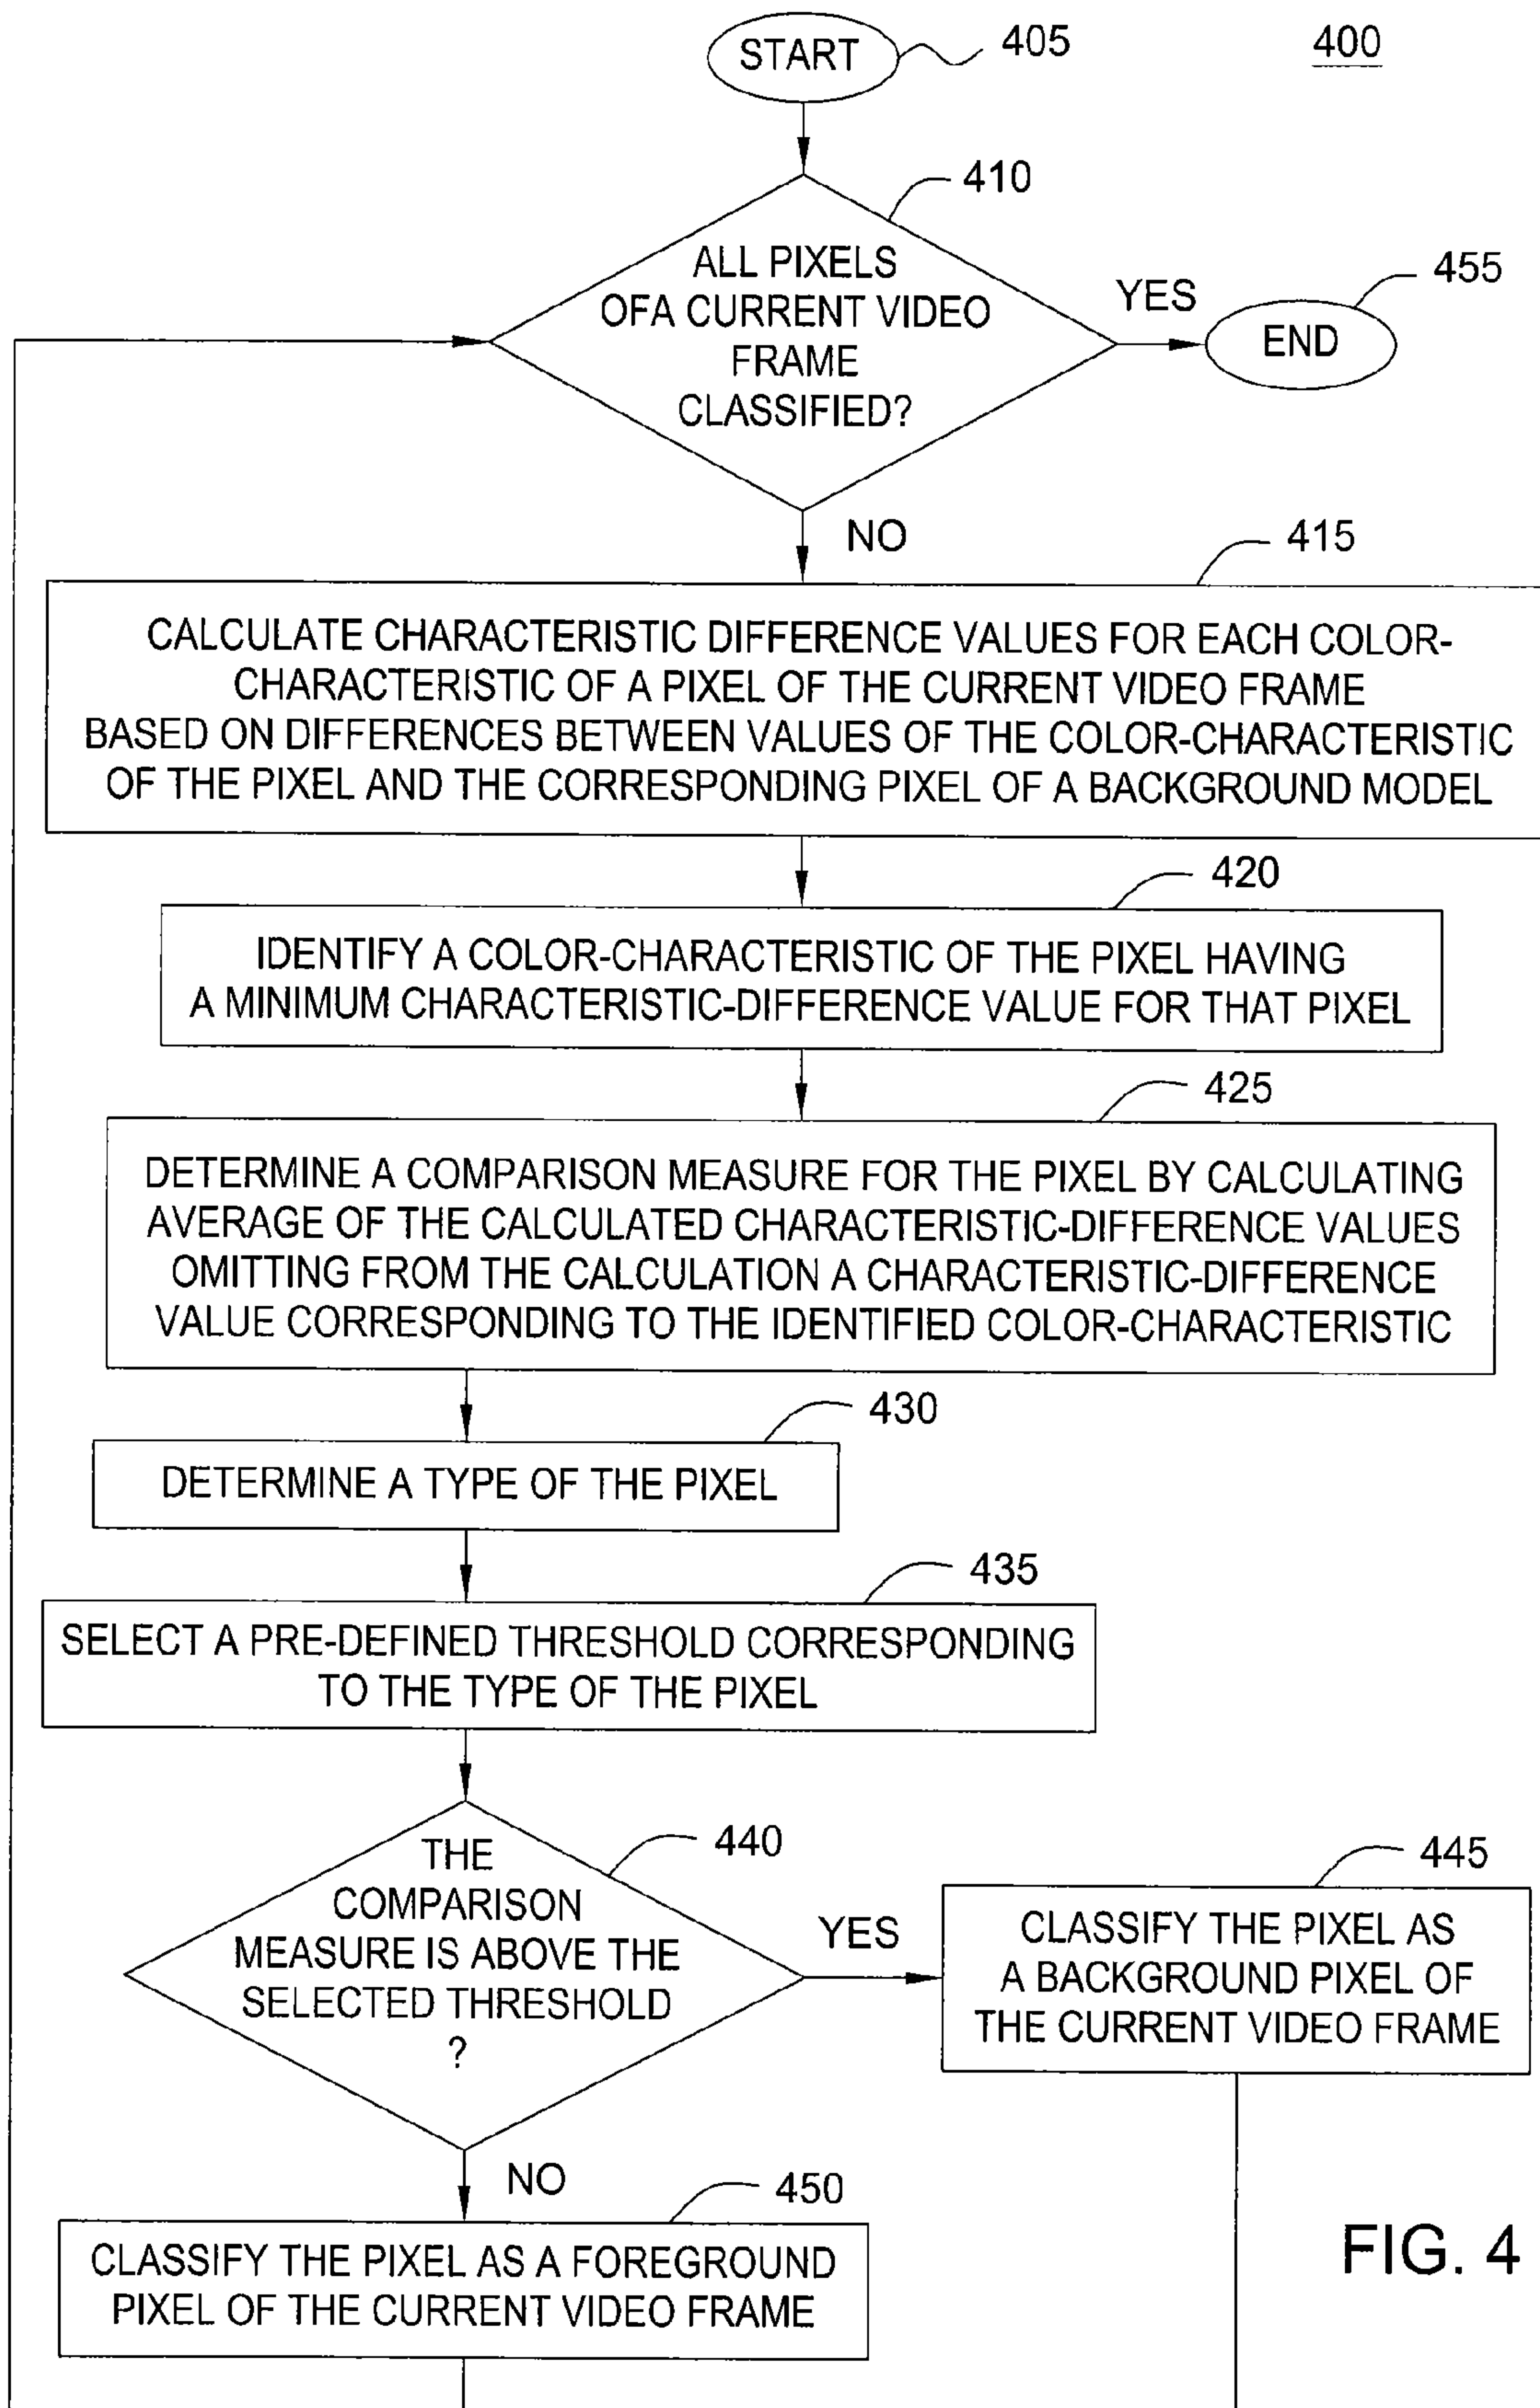 START
405
400
410
ALL PIXELS
OFA CURRENT VIDEO
FRAME
CLASSIFIED?
YES
455
END
NO
415
CALCULATE CHARACTERISTIC DIFFERENCE VALUES FOR EACH COLOR-
CHARACTERISTIC OF A PIXEL OF THE CURRENT VIDEO FRAME
BASED ON DIFFERENCES BETWEEN VALUES OF THE COLOR-CHARACTERISTIC
OF THE PIXEL AND THE CORRESPONDING PIXEL OF A BACKGROUND MODEL
420
IDENTIFY A COLOR-CHARACTERISTIC OF THE PIXEL HAVING
A MINIMUM CHARACTERISTIC-DIFFERENCE VALUE FOR THAT PIXEL
425
DETERMINE A COMPARISON MEASURE FOR THE PIXEL BY CALCULATING
AVERAGE OF THE CALCULATED CHARACTERISTIC-DIFFERENCE VALUES
OMITTING FROM THE CALCULATION A CHARACTERISTIC-DIFFERENCE
VALUE CORRESPONDING TO THE IDENTIFIED COLOR-CHARACTERISTIC
430
DETERMINE A TYPE OF THE PIXEL
435
SELECT A PRE-DEFINED THRESHOLD CORRESPONDING
TO THE TYPE OF THE PIXEL
440
THE
COMPARISON
MEASURE IS ABOVE THE
SELECTED THRESHOLD
?
YES
445
CLASSIFY THE PIXEL AS
A BACKGROUND PIXEL OF
THE CURRENT VIDEO FRAME
NO
450
CLASSIFY THE PIXEL AS A FOREGROUND
PIXEL OF THE CURRENT VIDEO FRAME
FIG. 4